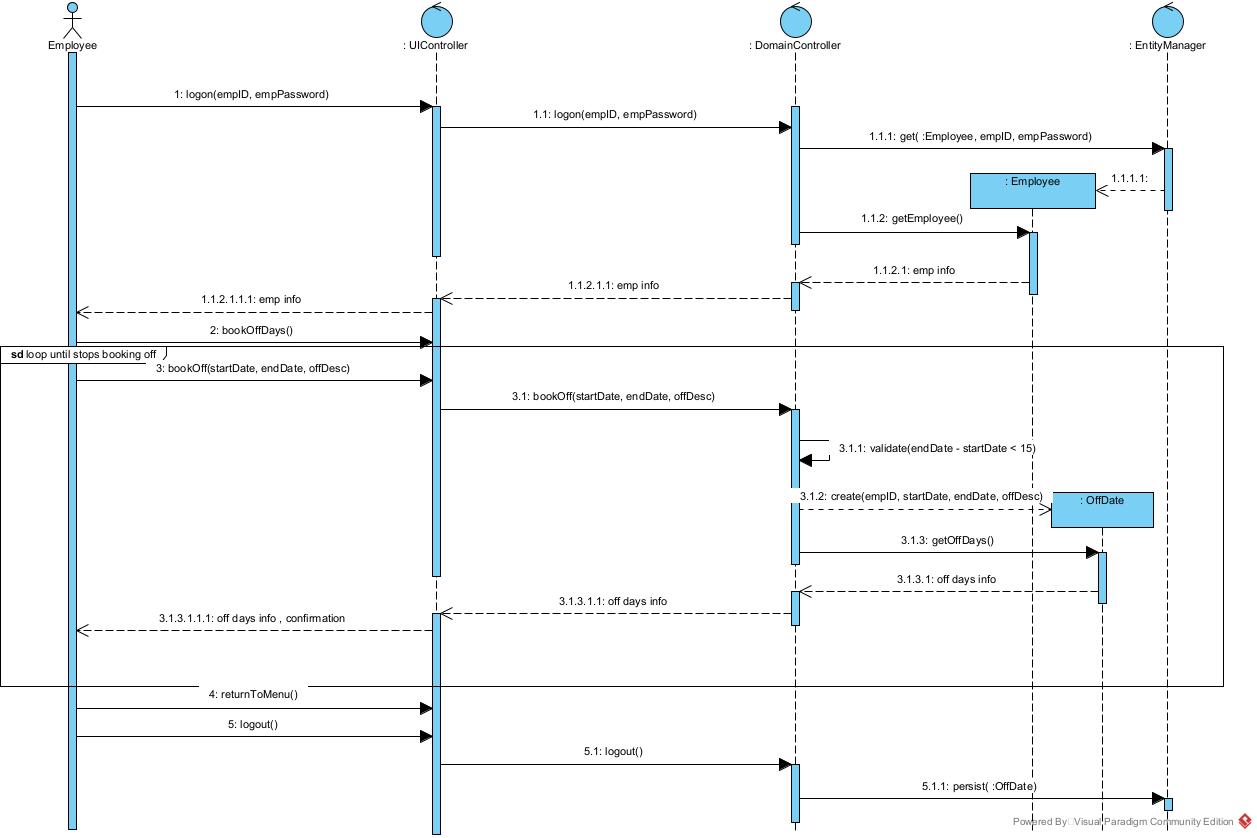 Employee
: UIController
: DomainController
: EntityManager
1: logon(empID, empPassword)
1.1: logon(empID, empPassword)
1.1.1: get( :Employee, empID, empPassword)
: Employee
1.1.1.1:
1.1.2: getEmployee()
1.1.2.1: emp info
1.1.2.1.1: emp info
1.1.2.1.1.1: emp info
2: bookOffDays()
sd loop until stops booking off
3: bookOff(startDate, endDate, offDesc)
3.1: bookOff(startDate, endDate, offDesc)
3.1.1: validate(endDate - startDate < 15)
3.1.2: create(empID, startDate, endDate, offDesc)
: OffDate
3.1.3: getOffDays()
3.1.3.1: off days info
3.1.3.1.1: off days info
3.1.3.1.1.1: off days info , confirmation
4: returnToMenu()
5: logout()
5.1: logout()
5.1.1: persist( :OffDate)
Powered By Visual Paradigm Community Edition